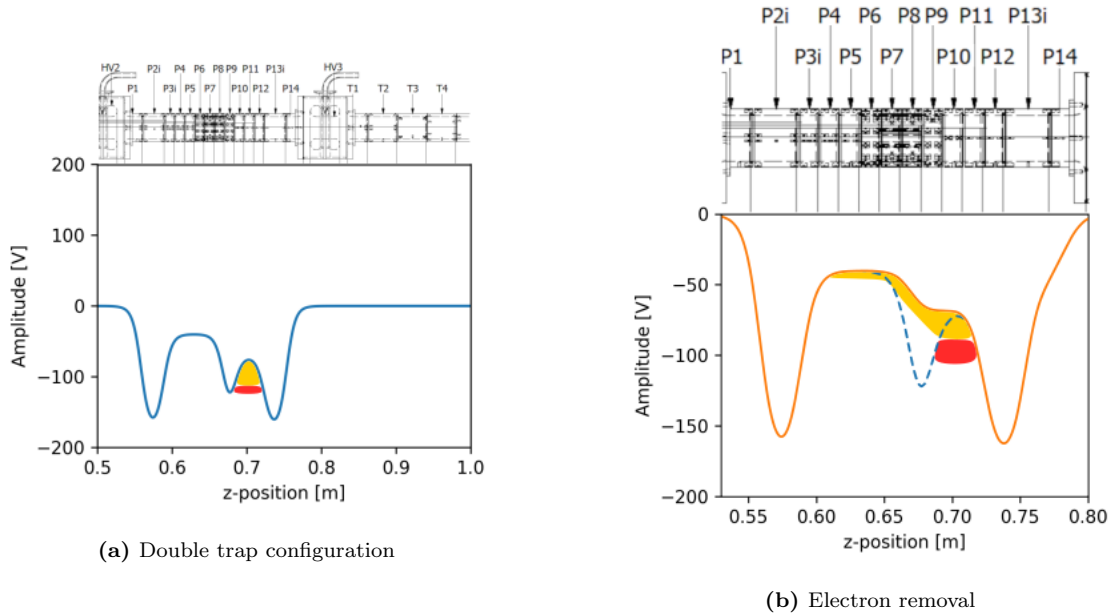 HV2 P2i P4 P6 P8 P9 P11 P13i HV3
P1 P3i P5 P7 P10 P12 P14 T1 T2 T3 T4
200
100
0
−100
−200
Amplitude [V]
0.5 0.6 0.7 0.8 0.9 1.0
z-position [m]
(a) Double trap configuration
P2i P4 P6 P8 P9 P11 P13i
P1 P3i P5 P7 P10 P12 P14
0
−50
−100
−150
−200
Amplitude [V]
0.55 0.60 0.65 0.70 0.75 0.80
z-position [m]
(b) Electron removal